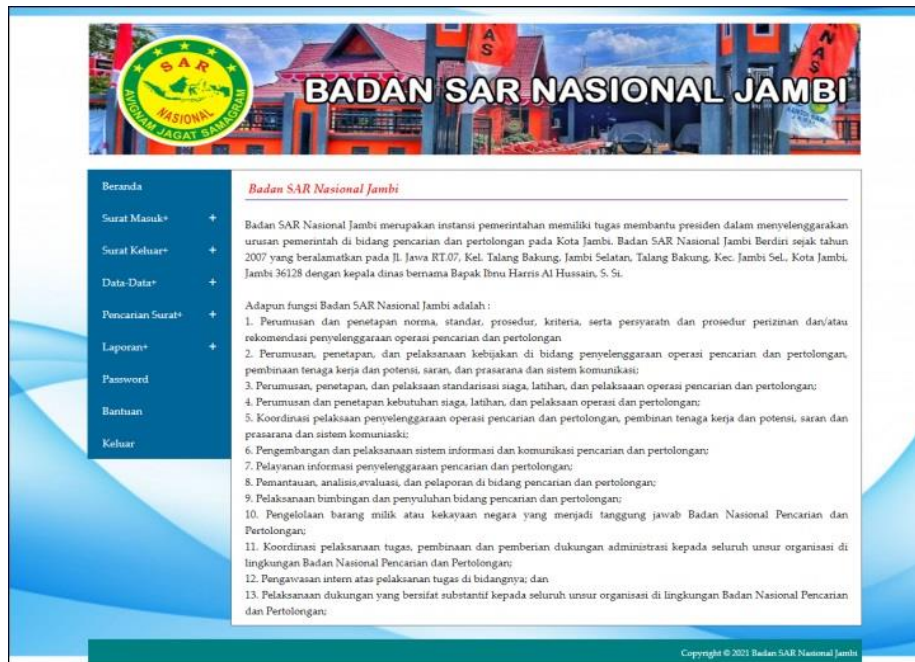 SAR
NASIONAL
AVIGNAM JAGAT SAMAGRAM
AS
NAS
BADAN SAR NASIONAL JAMBI
Beranda
Surat Masuk+ +
Surat Keluar+ +
Data-Data+ +
Pencarian Surat+ +
Laporan+ +
Password
Bantuan
Keluar
Badan SAR Nasional Jambi
Badan SAR Nasional Jambi merupakan instansi pemerintahan memiliki tugas membantu presiden dalam menyelenggarakan
urusan pemerintah di bidang pencarian dan pertolongan pada Kota Jambi. Badan SAR Nasional Jambi Berdiri sejak tahun
2007 yang beralamatkan pada Jl. Jawa RT.07, Kel. Talang Bakung, Jambi Selatan, Talang Bakung, Kec. Jambi Sel., Kota Jambi,
Jambi 36128 dengan kepala dinas bernama Bapak Ibnu Harris Al Hussain, S. Si.
Adapun fungsi Badan SAR Nasional Jambi adalah :
1. Perumusan dan penetapan norma, standar, prosedur, kriteria, serta persyaratn dan prosedur perizinan dan/atau
rekomendasi penyelenggaraan operasi pencarian dan pertolongan
2. Perumusan, penetapan, dan pelaksanaan kebijakan di bidang penyelenggaraan operasi pencarian dan pertolongan,
pembinaan tenaga kerja dan potensi, saran, dan prasarana dan sistem komunikasi;
3. Perumusan, penetapan, dan pelaksaan standarisasi siaga, latihan, dan pelaksaaan operasi pencarian dan pertolongan;
4. Perumusan dan penetapan kebutuhan siaga, latihan, dan pelaksaan operasi dan pertolongan;
5. Koordinasi pelaksaan penyelenggaraan operasi pencarian dan pertolongan, pembinan tenaga kerja dan potensi, saran dan
prasarana dan sistem komuniaski;
6. Pengembangan dan pelaksanaan sistem informasi dan komunikasi pencarian dan pertolongan;
7. Pelayanan informasi penyelenggaraan pencarian dan pertolongan;
8. Pemantauan, analisis,evaluasi, dan pelaporan di bidang pencarian dan pertolongan;
9. Pelaksanaan bimbingan dan penyuluhan bidang pencarian dan pertolongan;
10. Pengelolaan barang milik atau kekayaan negara yang menjadi tanggung jawab Badan Nasional Pencarian dan
Pertolongan;
11. Koordinasi pelaksanaan tugas, pembinaan dan pemberian dukungan administrasi kepada seluruh unsur organisasi di
lingkungan Badan Nasional Pencarian dan Pertolongan;
12. Pengawasan intern atas pelaksanan tugas di bidangnya; dan
13. Pelaksanaan dukungan yang bersifat substantif kepada seluruh unsur organisasi di lingkungan Badan Nasional Pencarian
dan Pertolongan;
Copyright © 2021 Badan SAR Nasional Jambi